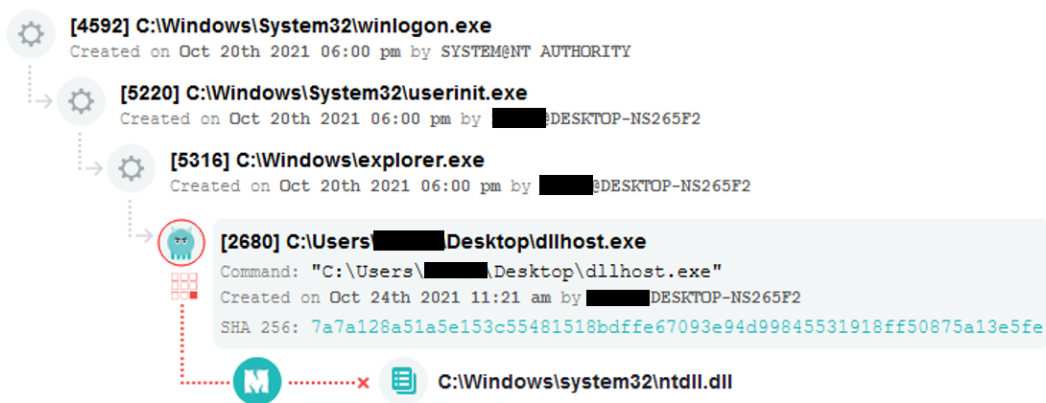 [4592] C:\Windows\System32\winlogon.exe
Created on Oct 20th 2021 06:00 pm by SYSTEM@NT AUTHORITY
[5220] C:\Windows\System32\userinit.exe
Created on Oct 20th 2021 06:00 pm by @DESKTOP-NS265F2
[5316] C:\Windows\explorer.exe
Created on Oct 20th 2021 06:00 pm by @DESKTOP-NS265F2
[2680] C:\Users\ \Desktop\dllhost.exe
Command: "C:\Users\ \Desktop\dllhost.exe"
Created on Oct 24th 2021 11:21 am by DESKTOP-NS265F2
SHA 256: 7a7a128a51a5e153c55481518bdffe67093e94d99845531918ff50875a13e5fe
M
C:\Windows\system32\ntdll.dll